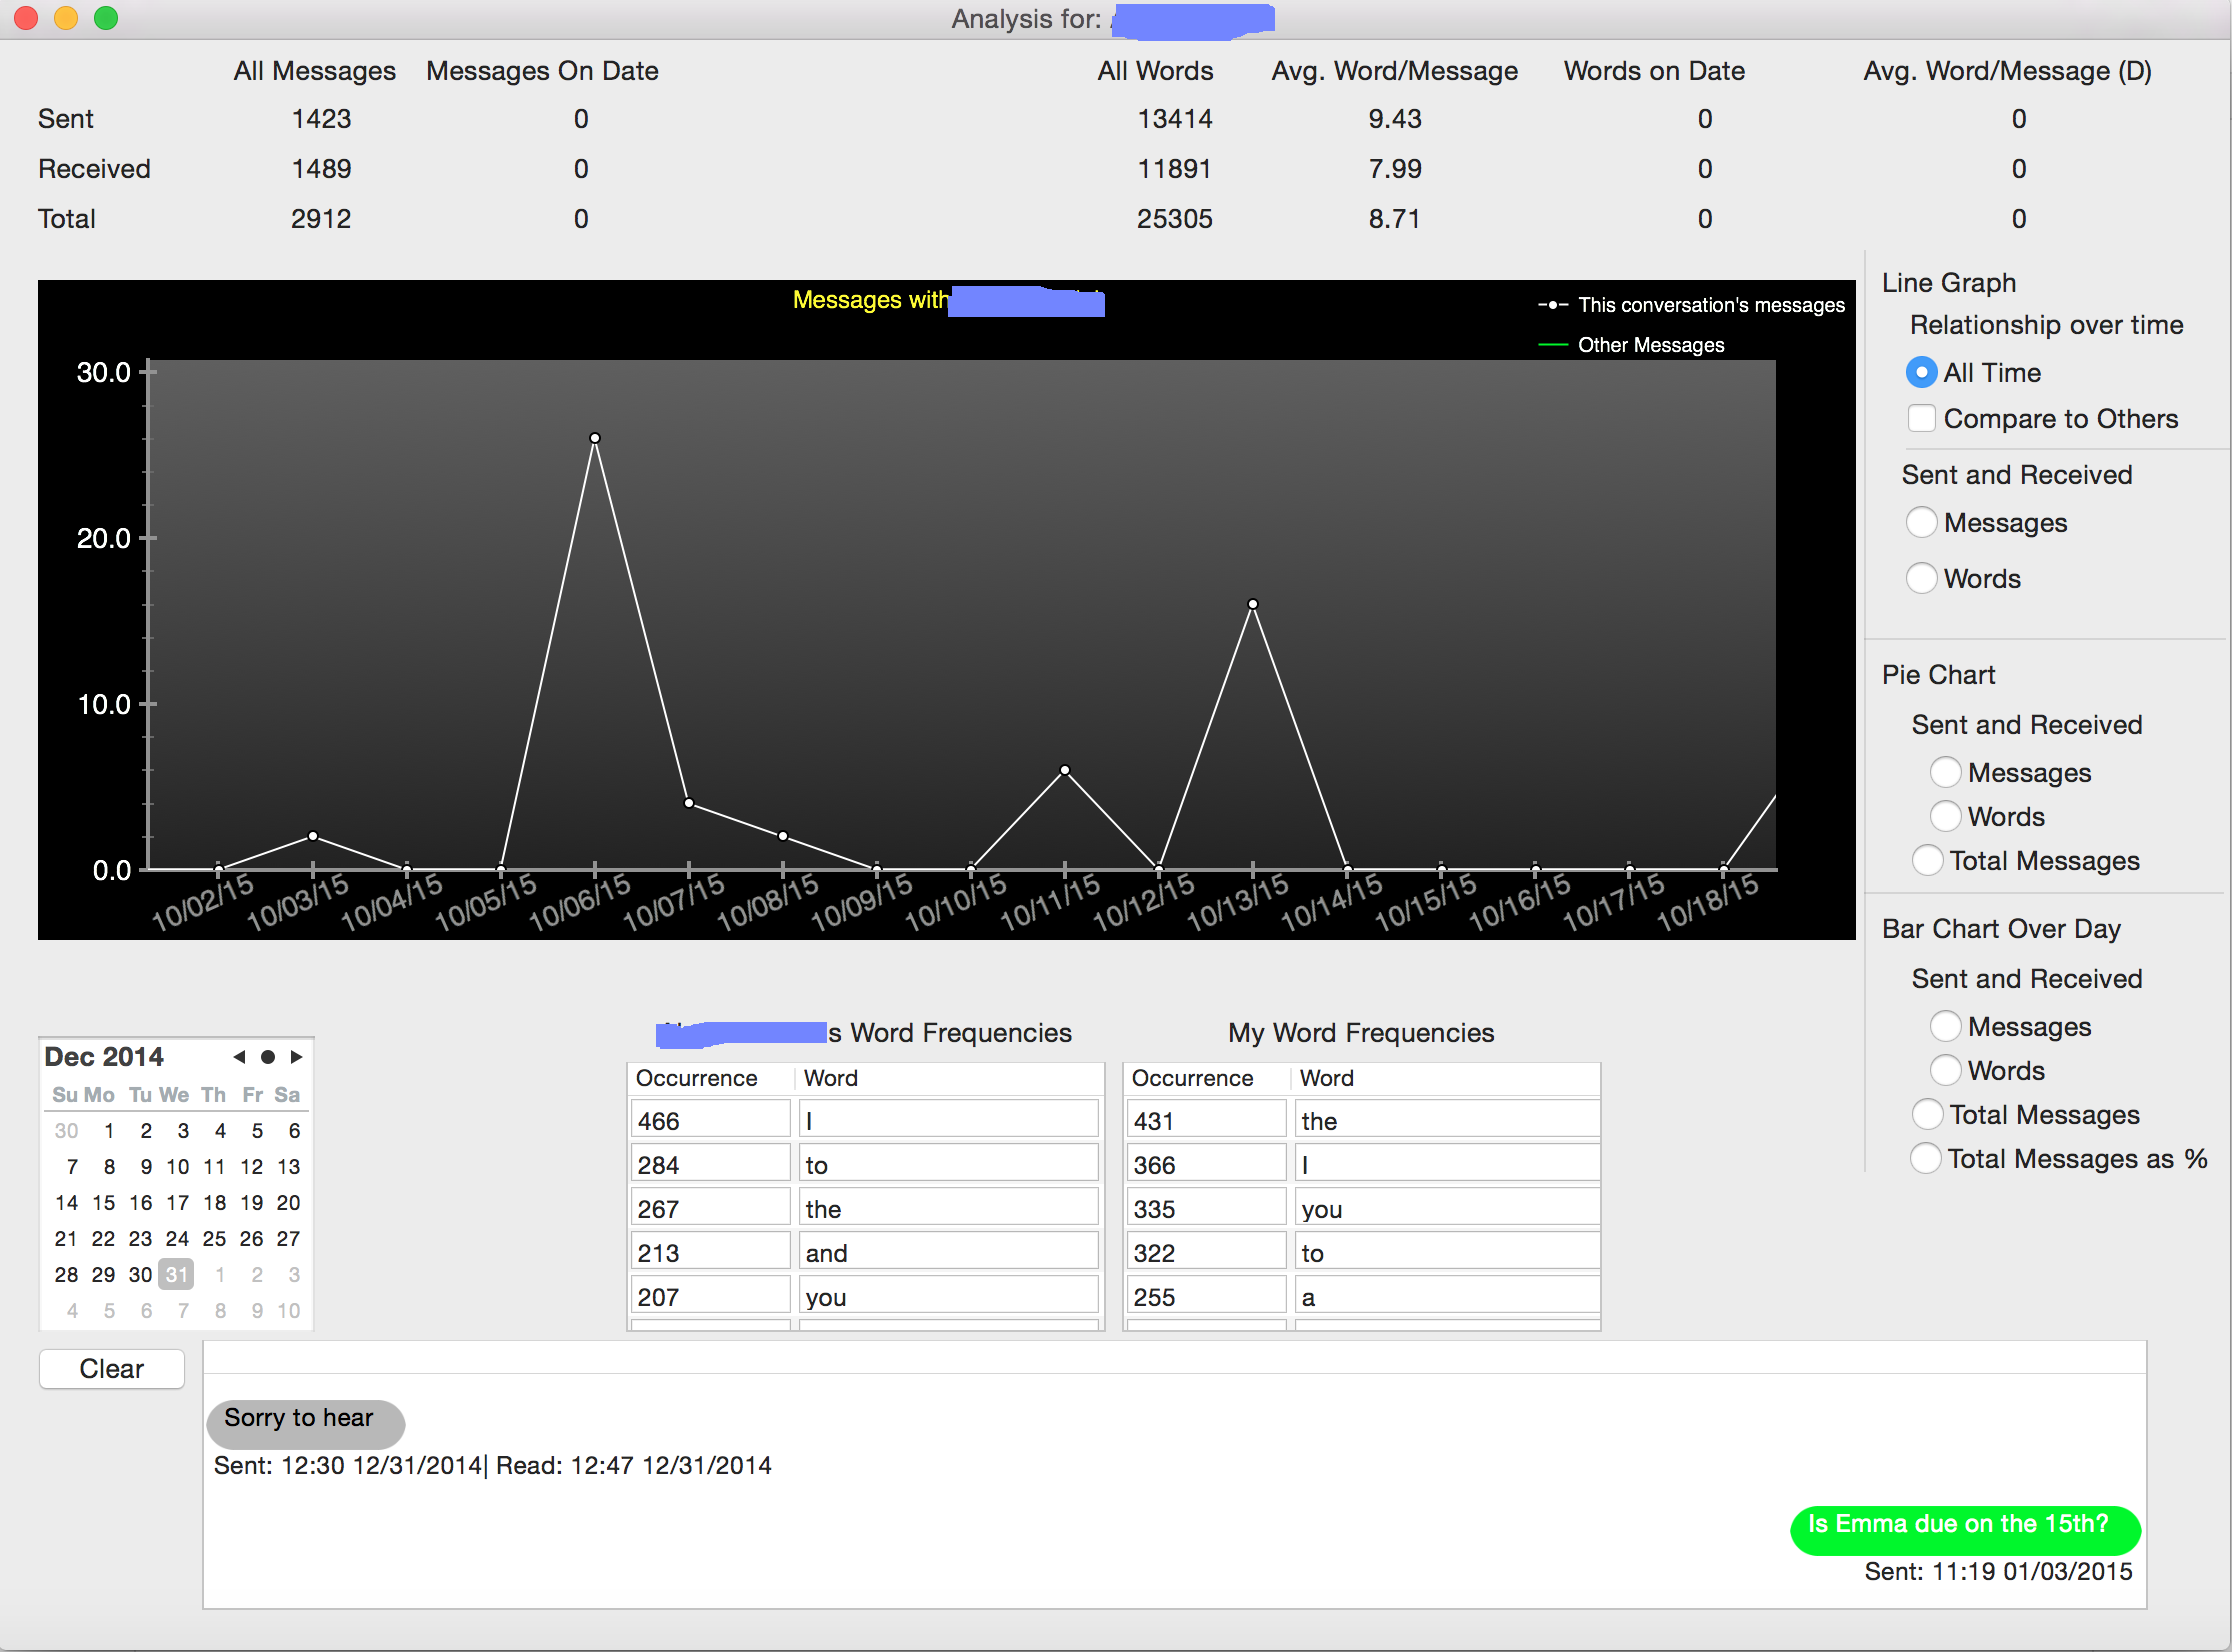 Analysis for:
All Messages Messages On Date All Words Avg. Word/Message Words on Date Avg. Word/Message (D)
Sent 1423 0 13414 9.43 0 0
Received 1489 0 11891 7.99 0 0
Total 2912 0 25305 8.71 0 0
Messages with
This conversation's messages
Other Messages
30.0
20.0
10.0
0.0
10/02/15 10/03/15 10/04/15 10/05/15 10/06/15 10/07/15 10/08/15 10/09/15 10/10/15 10/11/15 10/12/15 10/13/15 10/14/15 10/15/15 10/16/15 10/17/15 10/18/15
Line Graph
Relationship over time
All Time
Compare to Others
Sent and Received
Messages
Words
Pie Chart
Sent and Received
Messages
Words
Total Messages
Bar Chart Over Day
Sent and Received
Messages
Words
Total Messages
Total Messages as %
Dec 2014
Su Mo Tu We Th Fr Sa
30 1 2 3 4 5 6
7 8 9 10 11 12 13
14 15 16 17 18 19 20
21 22 23 24 25 26 27
28 29 30 31 1 2 3
4 5 6 7 8 9 10
Clear
s Word Frequencies
Occurrence Word
466 I
284 to
267 the
213 and
207 you
My Word Frequencies
Occurrence Word
431 the
366 I
335 you
322 to
255 a
Sorry to hear
Sent: 12:30 12/31/2014| Read: 12:47 12/31/2014
Is Emma due on the 15th?
Sent: 11:19 01/03/2015